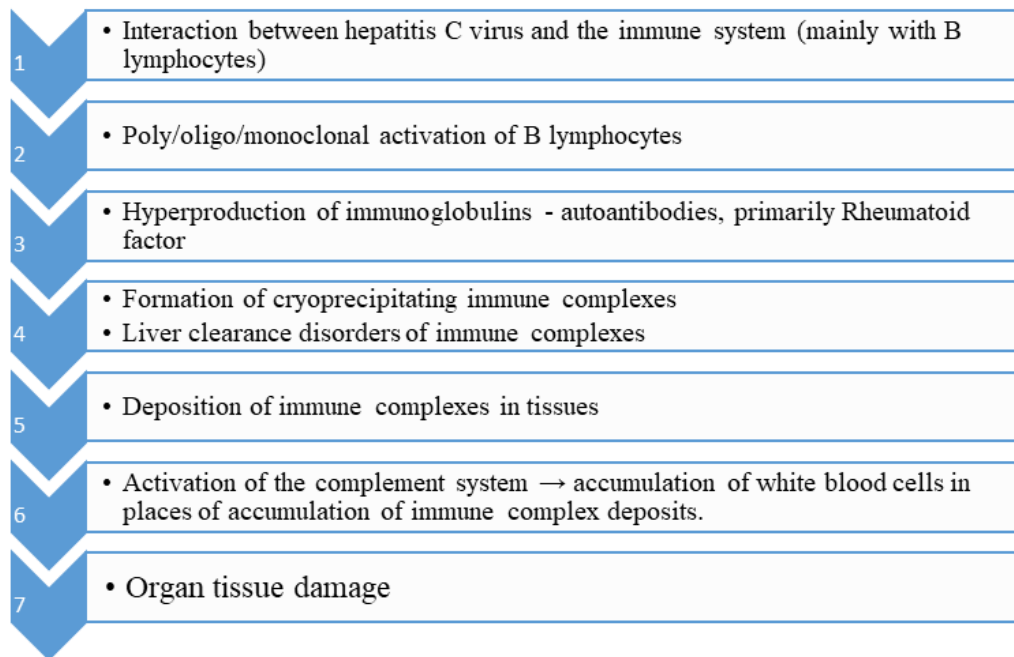 1
• Interaction between hepatitis C virus and the immune system (mainly with B
lymphocytes)
2
• Poly/oligo/monoclonal activation of B lymphocytes
3
• Hyperproduction of immunoglobulins - autoantibodies, primarily Rheumatoid
factor
4
• Formation of cryoprecipitating immune complexes
• Liver clearance disorders of immune complexes
5
• Deposition of immune complexes in tissues
6
• Activation of the complement system → accumulation of white blood cells in
places of accumulation of immune complex deposits.
7
• Organ tissue damage